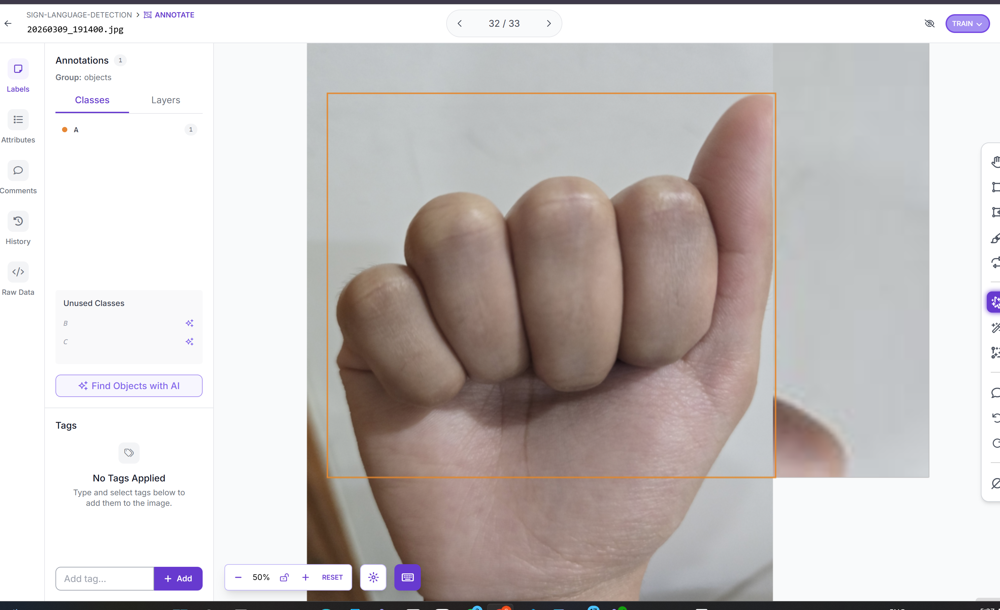 SIGN-LANGUAGE-DETECTION > ANNOTATE
20260309_191400.jpg
32 / 33
TRAIN
Labels
Attributes
Comments
History
Raw Data
Annotations 1
Group: objects
Classes Layers
A 1
Unused Classes
B
C
Find Objects with AI
Tags
No Tags Applied
Type and select tags below to
add them to the image.
Add tag...
+ Add
50%
RESET